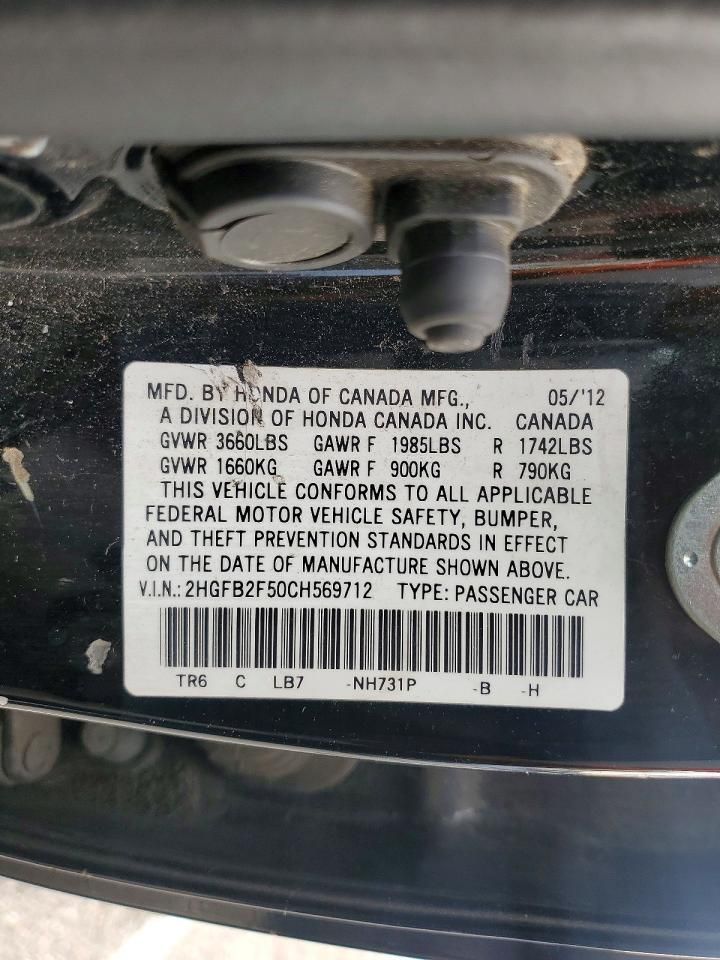 MFD. BY HONDA OF CANADA MFG., 05/'12
A DIVISION OF HONDA CANADA INC. CANADA
GVWR 3660LBS GAWR F 1985LBS R 1742LBS
GVWR 1660KG GAWR F 900KG R 790KG
THIS VEHICLE CONFORMS TO ALL APPLICABLE
FEDERAL MOTOR VEHICLE SAFETY, BUMPER,
AND THEFT PREVENTION STANDARDS IN EFFECT
ON THE DATE OF MANUFACTURE SHOWN ABOVE.
V.I.N.: 2HGFB2F50CH569712 TYPE: PASSENGER CAR
TR6 C LB7 -NH731P -B -H